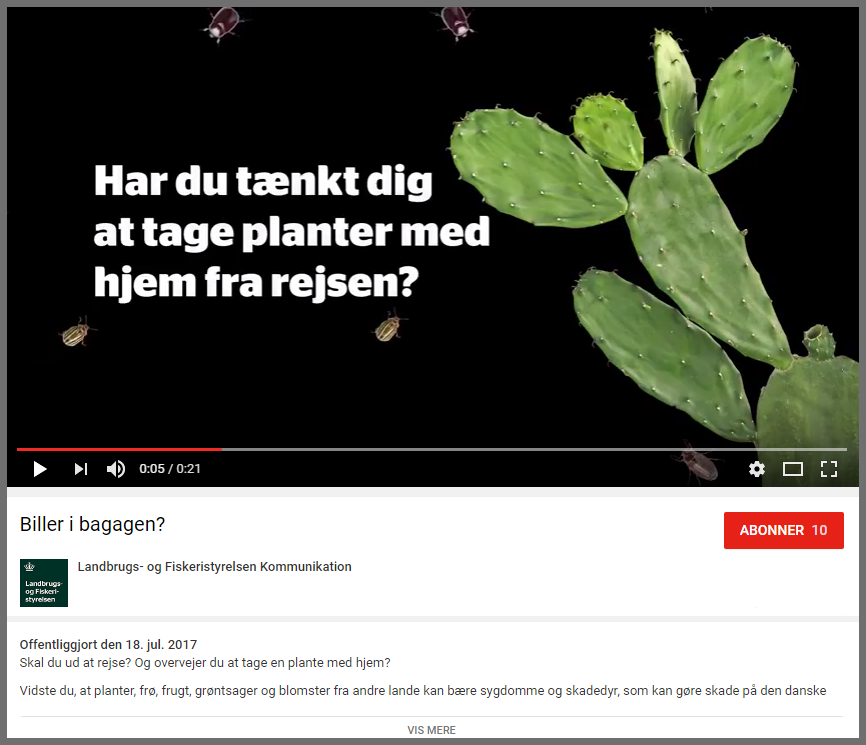 Har du tænkt dig
at tage planter med
hjem fra rejsen?
0:05 / 0:21
Biller i bagagen?
ABONNER 10
Landbrugs- og Fiskeristyrelsen Kommunikation
Landbrugs-
og Fiskeri-
styrelsen
Offentliggjort den 18. jul. 2017
Skal du ud at rejse? Og overvejer du at tage en plante med hjem?
Vidste du, at planter, frø, frugt, grøntsager og blomster fra andre lande kan bære sygdomme og skadedyr, som kan gøre skade på den danske
VIS MERE